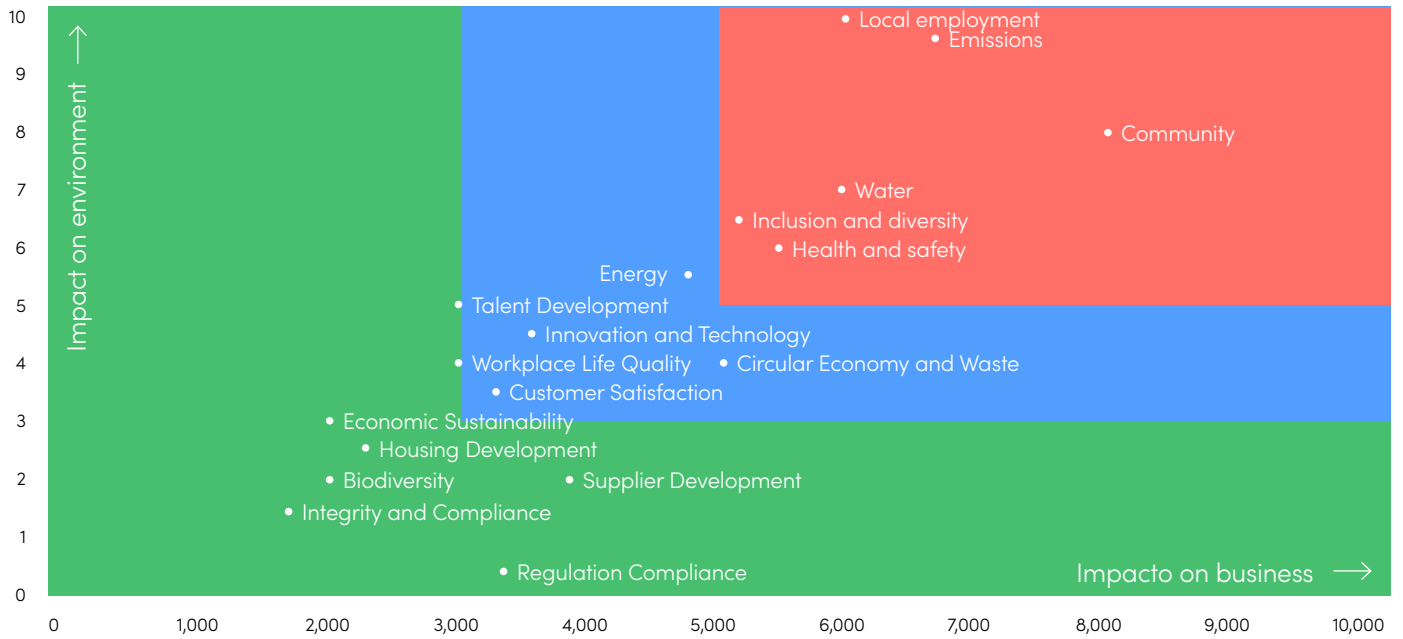 10
Local employment
Emissions
9
8
Community
7
Water
Inclusion and diversity
6
Health and safety
Energy
5
Talent Development
Innovation and Technology
4
Workplace Life Quality
Circular Economy and Waste
Customer Satisfaction
3
Economic Sustainability
Housing Development
2
Biodiversity
Supplier Development
Integrity and Compliance
1
Regulation Compliance
0
Impact on environment
Impacto on business
0 1,000 2,000 3,000 4,000 5,000 6,000 7,000 8,000 9,000 10,000